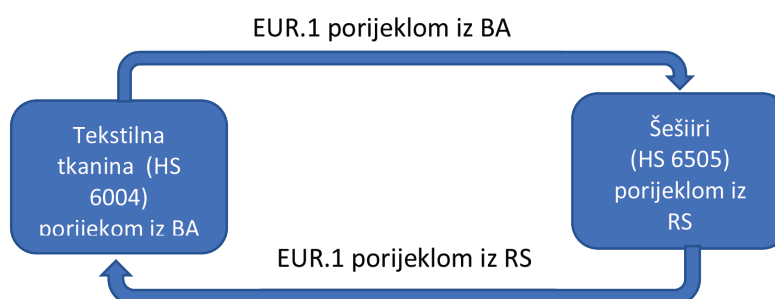 EUR.1 porijeklom iz BA
Tekstilna
tkanina (HS
6004)
porijekom iz BA
Šešiiri
(HS 6505)
porijeklom iz
RS
EUR.1 porijeklom iz RS